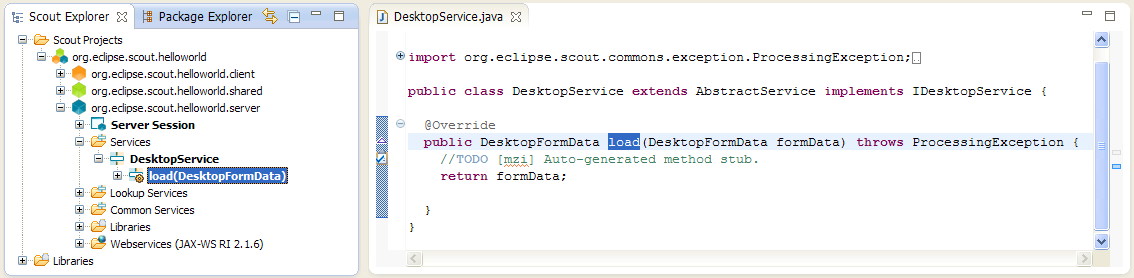 Scout Explorer
Package Explorer
Scout Projects
org.eclipse.scout.helloworld
org.eclipse.scout.helloworld.client
org.eclipse.scout.helloworld.shared
org.eclipse.scout.helloworld.server
Server Session
Services
DesktopService
load(DesktopFormData)
Lookup Services
Common Services
Libraries
Webservices (JAX-WS RI 2.1.6)
Libraries
DesktopService.java
import org.eclipse.scout.commons.exception.ProcessingException;
public class DesktopService extends AbstractService implements IDesktopService {
@Override
public DesktopFormData load(DesktopFormData formData) throws ProcessingException {
//TODO [mzi] Auto-generated method stub.
return formData;
}
}